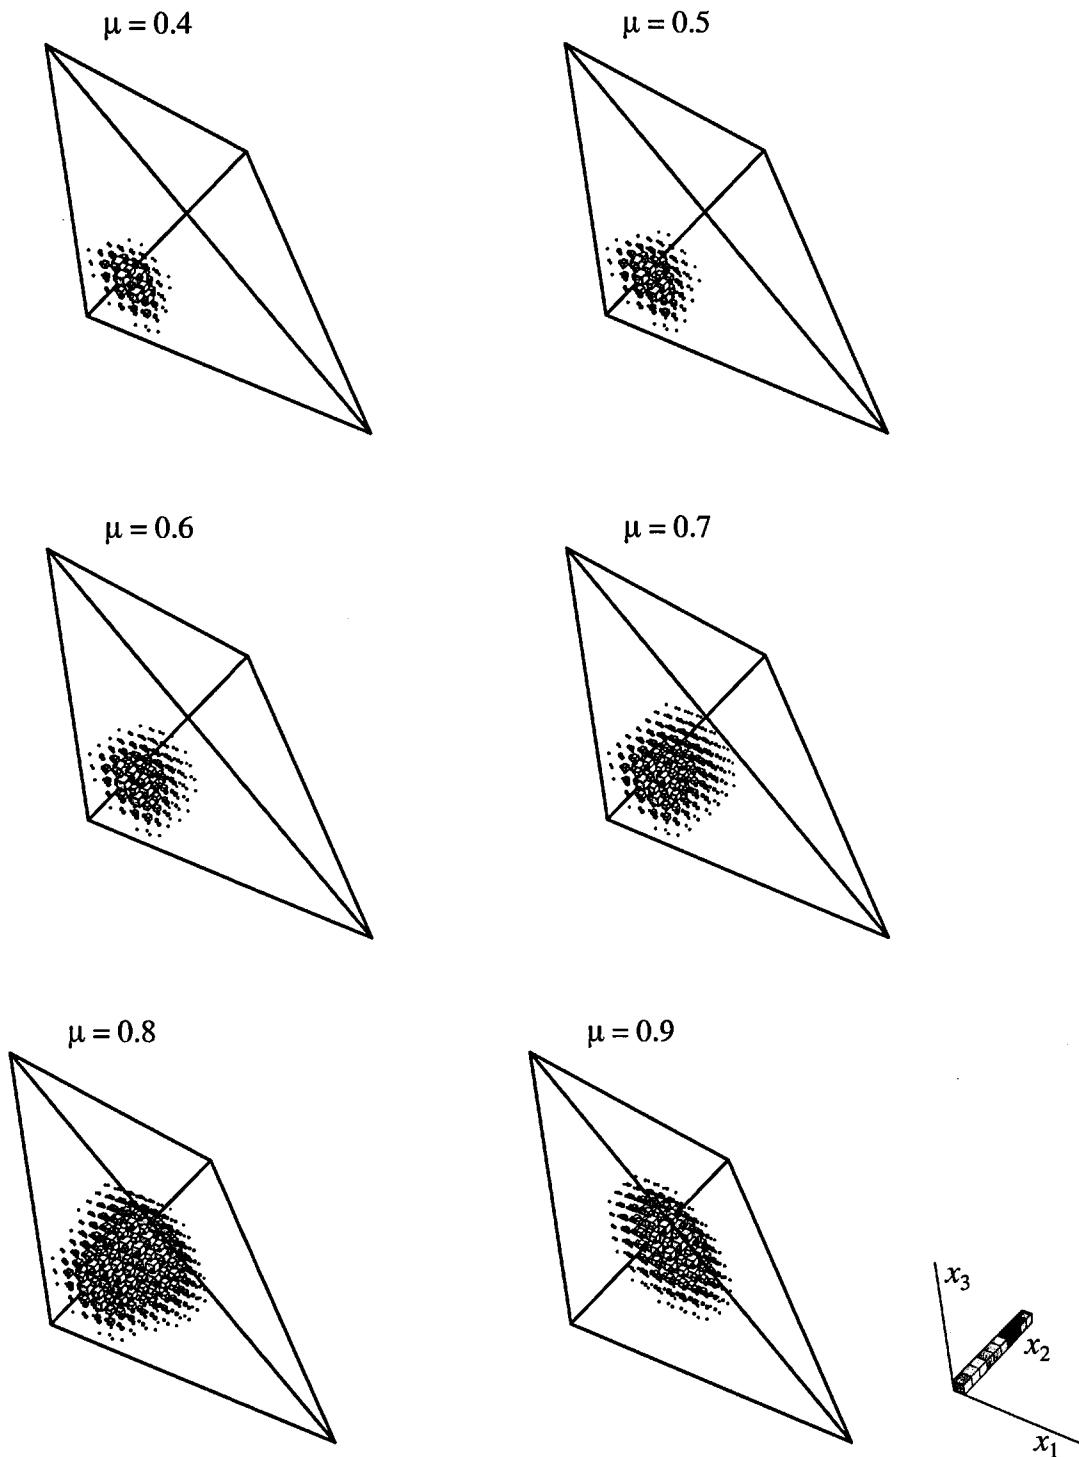 μ = 0.4
μ = 0.5
μ = 0.6
μ = 0.7
μ = 0.8
μ = 0.9
x₃
x₂
x₁